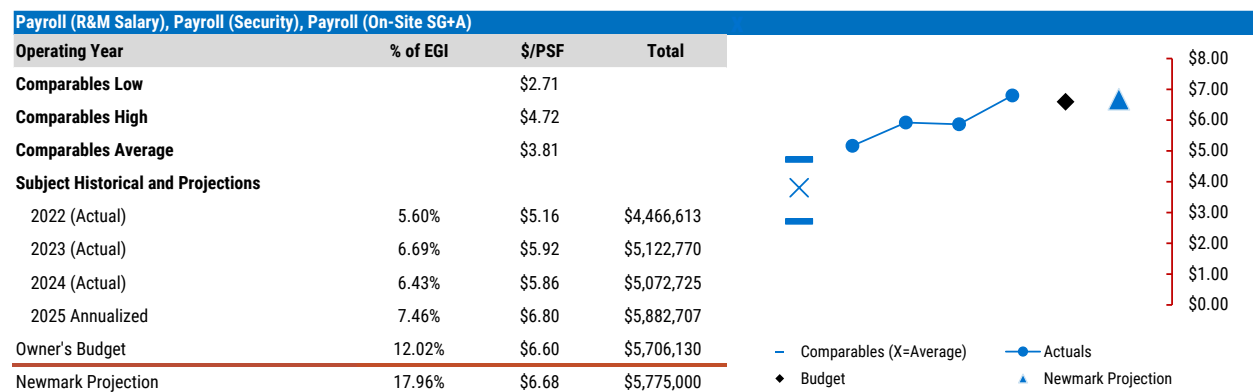 Payroll (R&M Salary), Payroll (Security), Payroll (On-Site SG+A)
Operating Year % of EGI $/PSF Total
Comparables Low $2.71
Comparables High $4.72
Comparables Average $3.81
Subject Historical and Projections
2022 (Actual) 5.60% $5.16 $4,466,613
2023 (Actual) 6.69% $5.92 $5,122,770
2024 (Actual) 6.43% $5.86 $5,072,725
2025 Annualized 7.46% $6.80 $5,882,707
Owner's Budget 12.02% $6.60 $5,706,130
Newmark Projection 17.96% $6.68 $5,775,000
$8.00
$7.00
$6.00
$5.00
$4.00
$3.00
$2.00
$1.00
$0.00
Comparables (X=Average) Actuals
Budget Newmark Projection